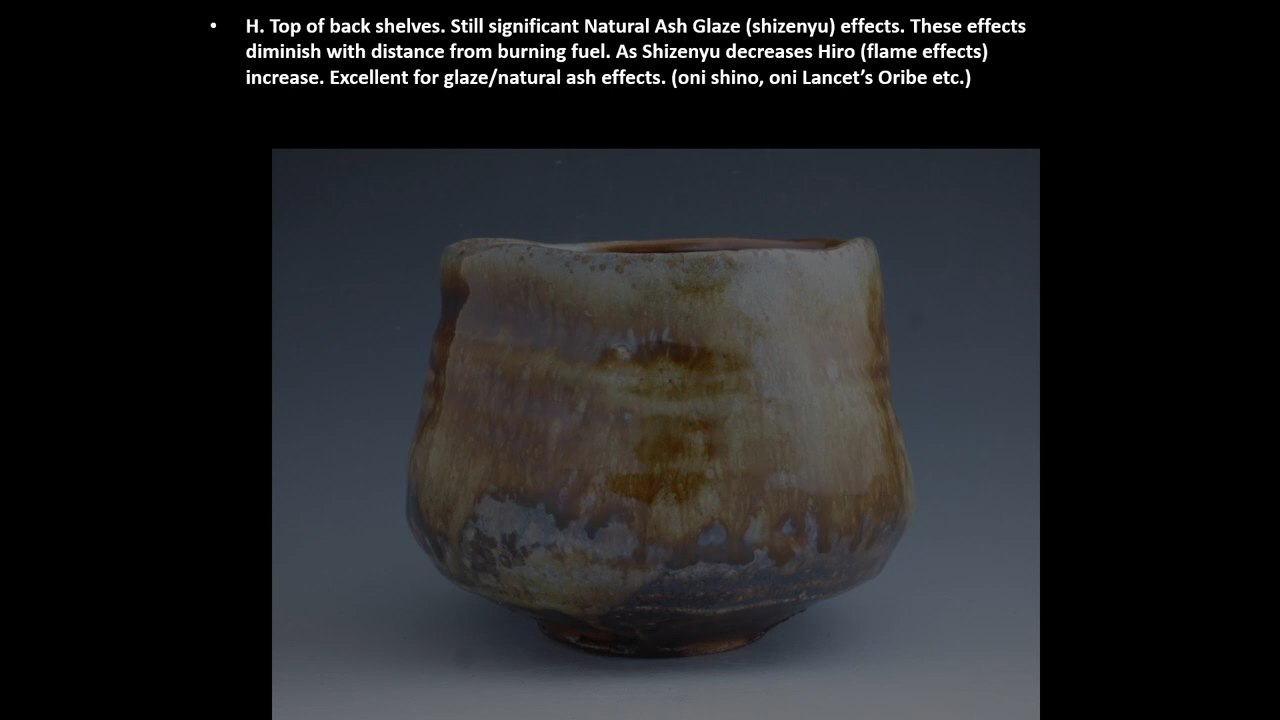 • H. Top of back shelves. Still significant Natural Ash Glaze (shizenyu) effects. These effects
diminish with distance from burning fuel. As Shizenyu decreases Hiro (flame effects)
increase. Excellent for glaze/natural ash effects. (oni shino, oni Lancet’s Oribe etc.)